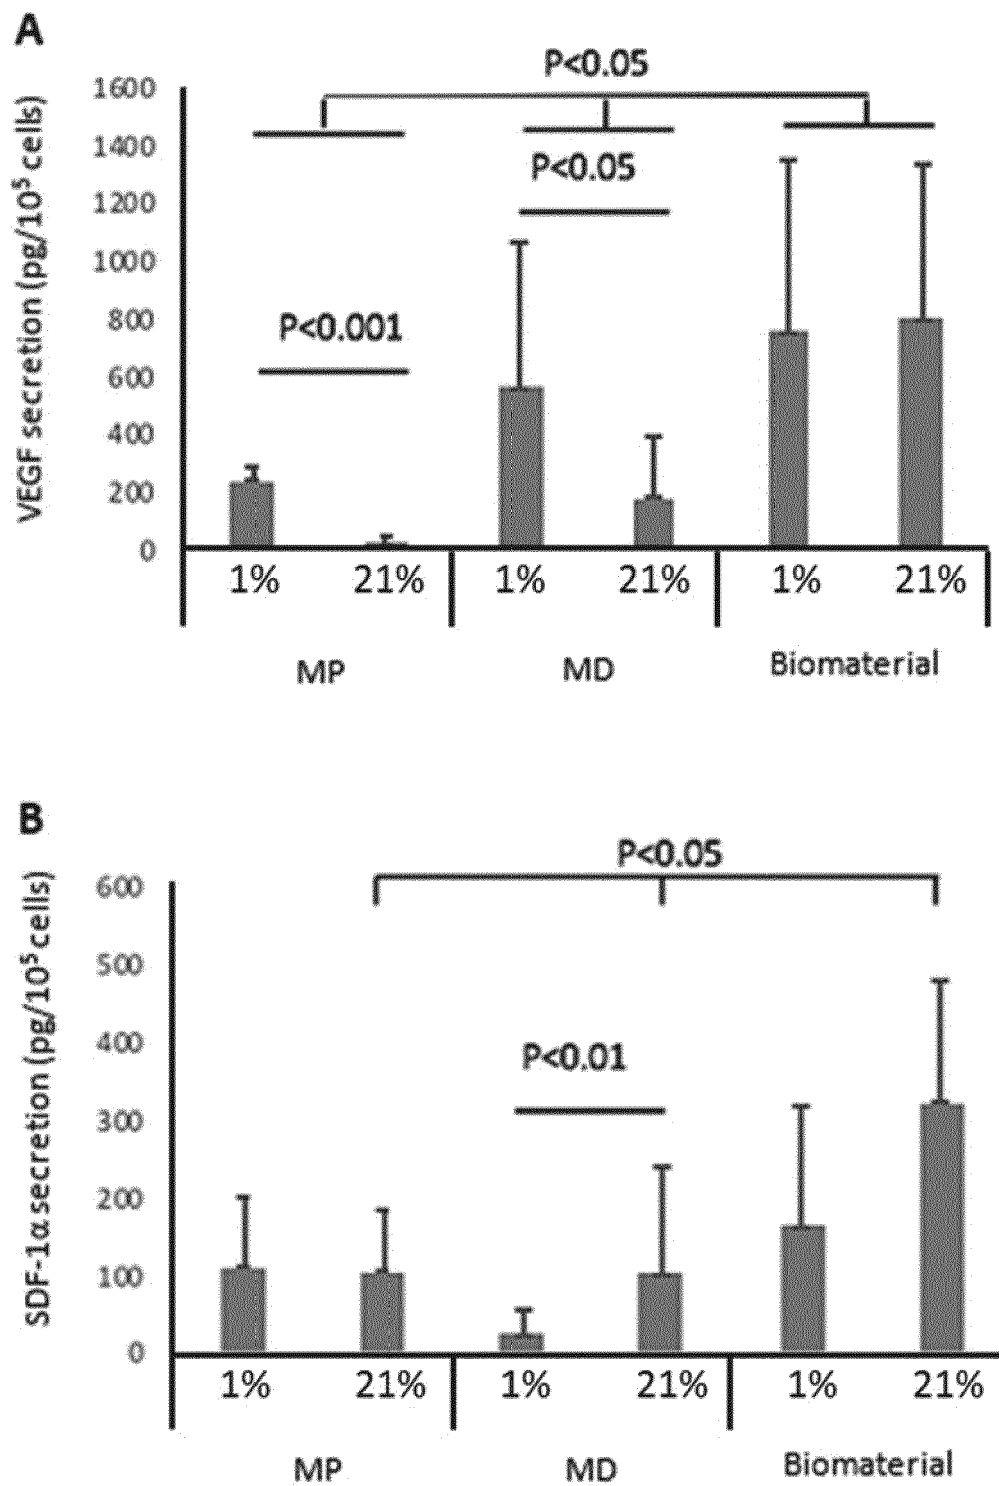 A
P<0.05
VEGF secretion (pg/10⁵ cells)
1600
1400
1200
1000
800
600
400
200
0
P<0.05
P<0.001
1% 21% 1% 21% 1% 21%
MP MD Biomaterial
B
P<0.05
SDF-1α secretion (pg/10⁵ cells)
600
500
400
300
200
100
0
P<0.01
1% 21% 1% 21% 1% 21%
MP MD Biomaterial